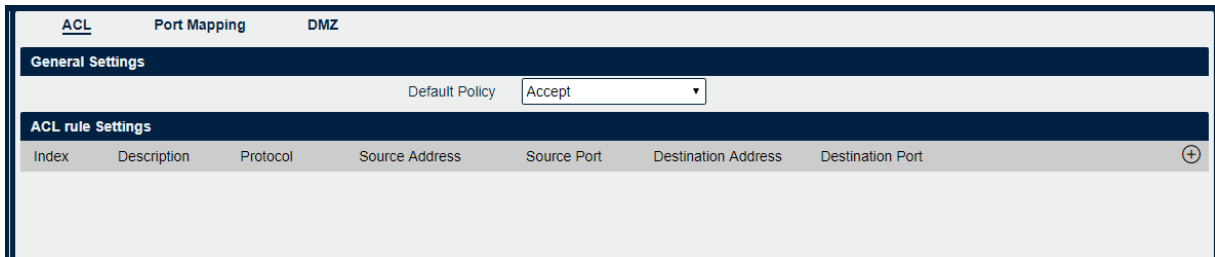 ACL Port Mapping DMZ
General Settings
Default Policy Accept
ACL rule Settings
Index Description Protocol Source Address Source Port Destination Address Destination Port